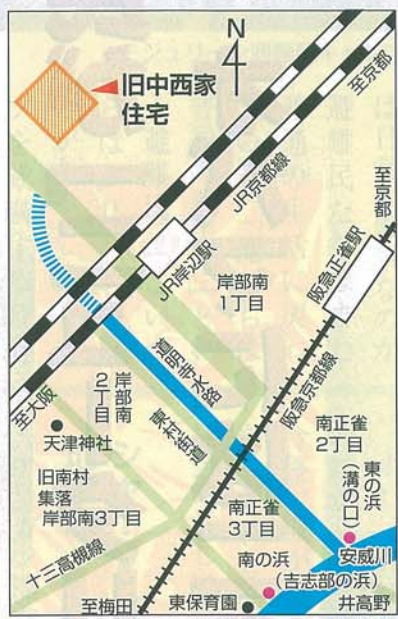 N
至京都
旧中西家
住宅
JR京都線
至京都
阪急正雀駅
JR岸辺駅
岸部南
1丁目
道明寺水路
阪急京都線
岸部南
2丁目
至大阪
東村街道
天津神社
南正雀
2丁目
旧南村
集落
岸部南3丁目
東の浜
(溝の口)
南正雀
3丁目
十三高槻線
南の浜
(吉志部の浜)
安威川
至梅田
東保育園
井高野